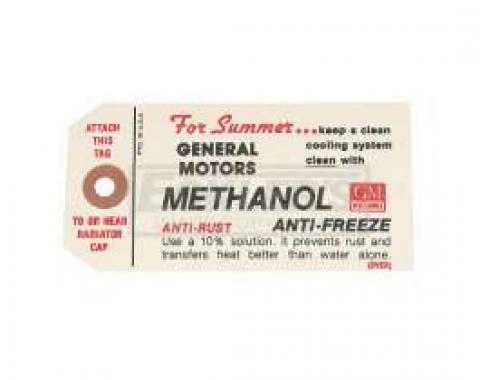 ATTACH
THIS
TAG
TO OR NEAR
RADIATOR
CAP
For Summer...keep a clean
cooling system
clean with
GENERAL
MOTORS
METHANOL
GM
ANTI-RUST ANTI-FREEZE
Use a 10% solution. It prevents rust and
transfers heat better than water alone.
(OVER)